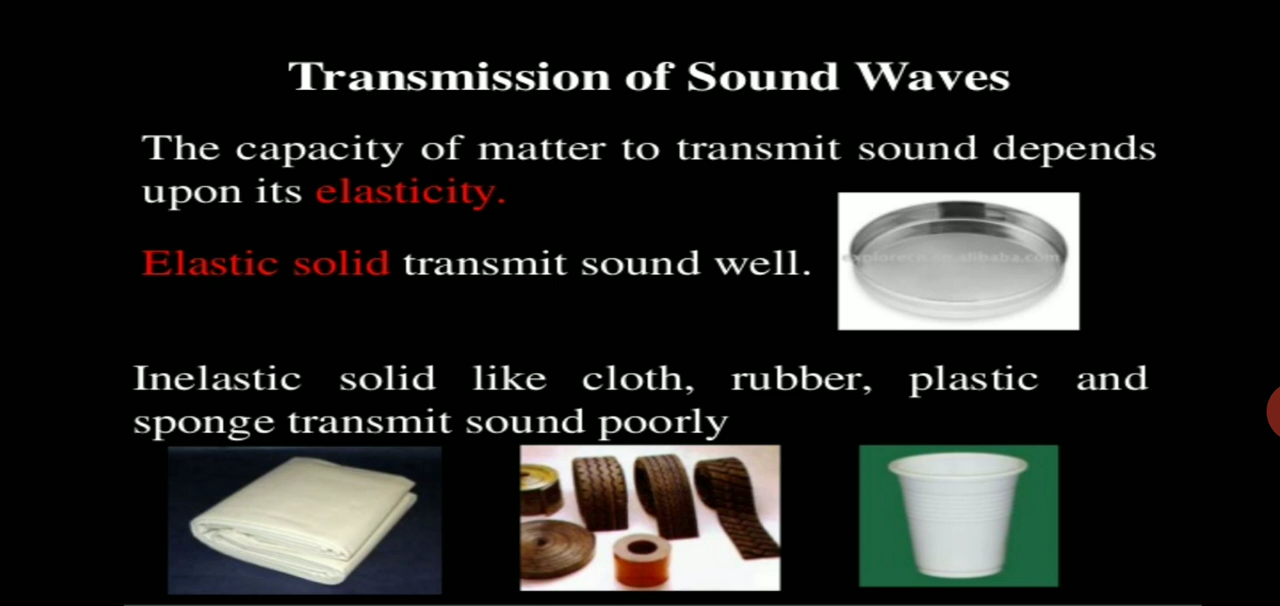 Transmission of Sound Waves
The capacity of matter to transmit sound depends
upon its elasticity.
Elastic solid transmit sound well.
Inelastic solid like cloth, rubber, plastic and
sponge transmit sound poorly